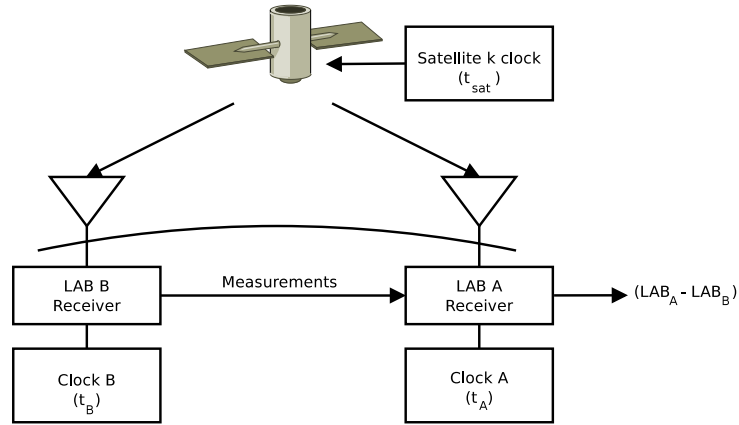 Satellite k clock
(t_sat)
LAB B
Receiver
Measurements
LAB A
Receiver
(LAB_A - LAB_B)
Clock B
(t_B)
Clock A
(t_A)